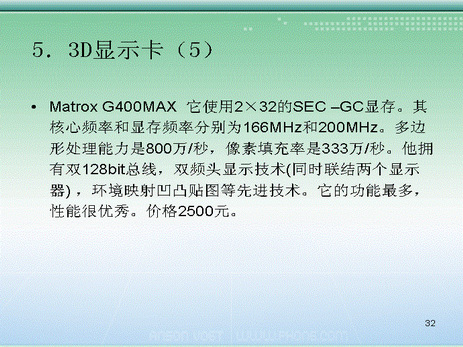 5．3D显示卡（5）
• Matrox G400MAX 它使用2×32的SEC –GC显存。其
核心频率和显存频率分别为166MHz和200MHz。多边
形处理能力是800万/秒，像素填充率是333万/秒。他拥
有双128bit总线，双频头显示技术(同时联结两个显示
器)，环境映射凹凸贴图等先进技术。它的功能最多，
性能很优秀。价格2500元。
32